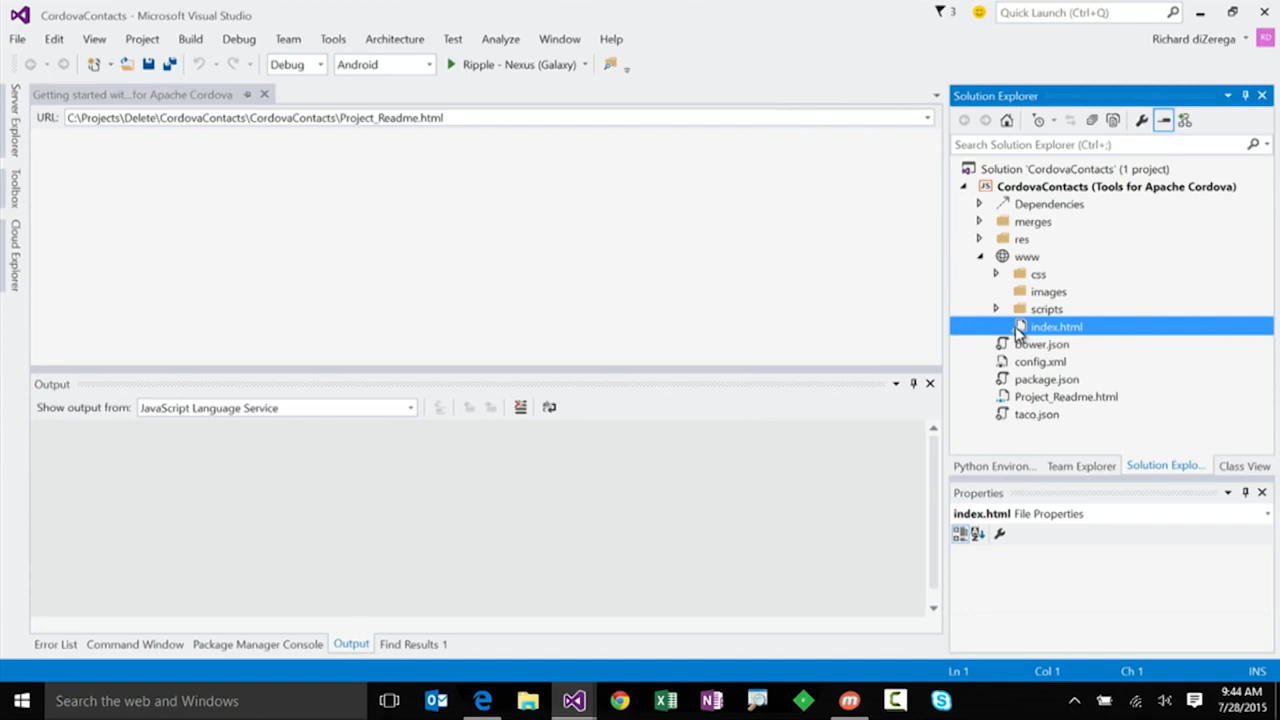 CordovaContacts - Microsoft Visual Studio
3
Quick Launch (Ctrl+Q)
File Edit View Project Build Debug Team Tools Architecture Test Analyze Window Help
Richard diZerega
RD
Debug
Android
Ripple - Nexus (Galaxy)
Server Explorer
Toolbox
Cloud Explorer
Getting started wit...for Apache Cordova
URL: C:\Projects\Delete\CordovaContacts\CordovaContacts\Project_Readme.html
Output
Show output from: JavaScript Language Service
Error List Command Window Package Manager Console Output Find Results 1
Solution Explorer
Search Solution Explorer (Ctrl+;)
Solution 'CordovaContacts' (1 project)
JS CordovaContacts (Tools for Apache Cordova)
Dependencies
merges
res
www
css
images
scripts
index.html
bower.json
config.xml
package.json
Project_Readme.html
taco.json
Python Environ... Team Explorer Solution Explo... Class View
Properties
index.html File Properties
Ln 1 Col 1 Ch 1 INS
Search the web and Windows
9:44 AM
7/28/2015